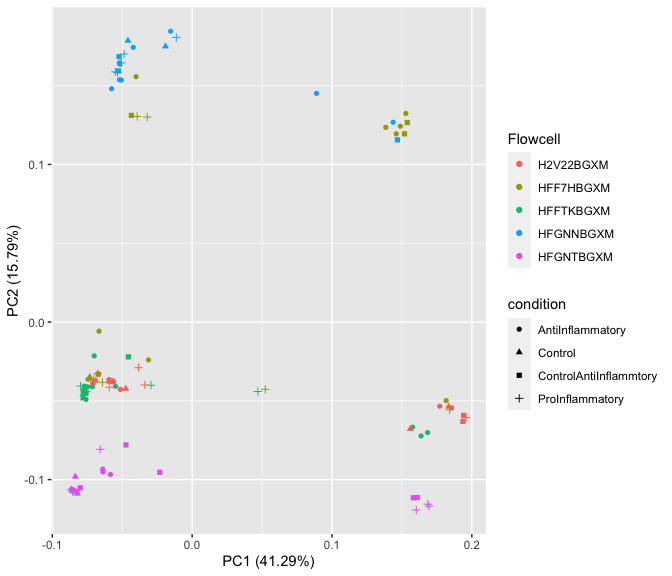 PC2 (15.79%)
0.1
0.0
-0.1
-0.1
0.0
0.1
0.2
PC1 (41.29%)
Flowcell
H2V22BGXM
HFF7HBGXM
HFFTKBGXM
HFGNNBGXM
HFGNTBGXM
condition
AntiInflammatory
Control
ControlAntiInflammtory
ProInflammatory